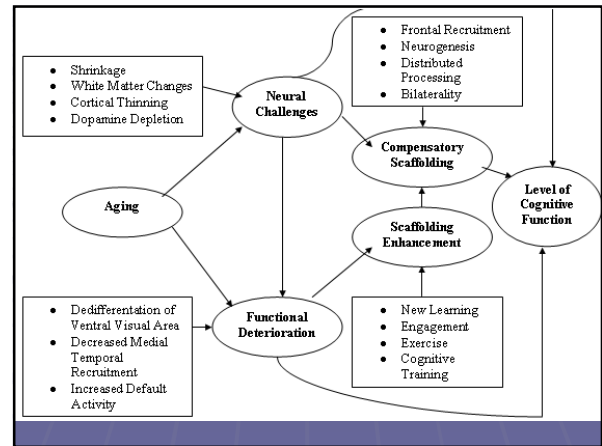 Shrinkage
White Matter Changes
Cortical Thinning
Dopamine Depletion
Neural
Challenges
Frontal Recruitment
Neurogenesis
Distributed
Processing
Bilaterality
Compensatory
Scaffolding
Level of
Cognitive
Function
Aging
Scaffolding
Enhancement
Dedifferentation of
Ventral Visual Area
Decreased Medial
Temporal
Recruitment
Increased Default
Activity
Functional
Deterioration
New Learning
Engagement
Exercise
Cognitive
Training